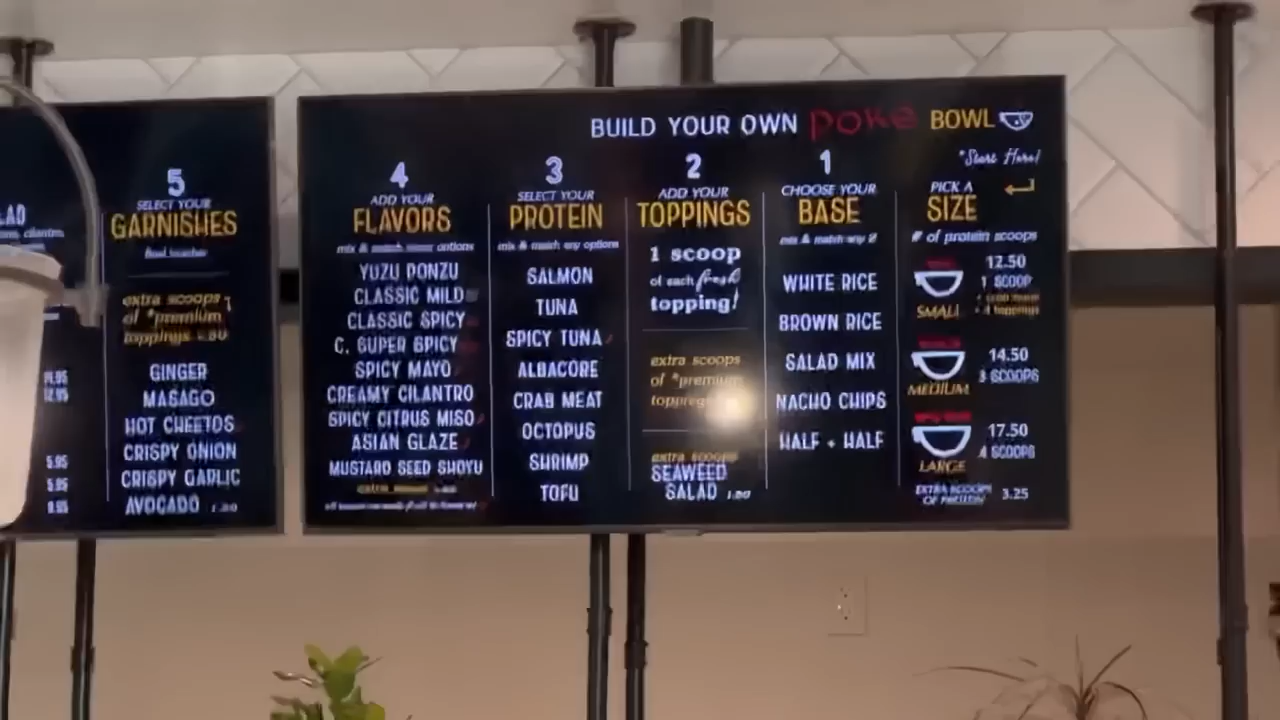 BUILD YOUR OWN poke BOWL
*Start Here!
PICK A
SIZE
# of protein scoops
12.50
1 SCOOP
SMALL
14.50
3 SCOOPS
MEDIUM
17.50
4 SCOOPS
LARGE
EXTRA SCOOPS
OF PROTEIN 3.25
1
CHOOSE YOUR
BASE
mix & match any 2
WHITE RICE
BROWN RICE
SALAD MIX
NACHO CHIPS
HALF + HALF
2
ADD YOUR
TOPPINGS
1 scoop
of each fresh
topping!
extra scoops
of *premium
toppings
extra scoops
SEAWEED
SALAD
3
SELECT YOUR
PROTEIN
mix & match any options
SALMON
TUNA
SPICY TUNA
ALBACORE
CRAB MEAT
OCTOPUS
SHRIMP
TOFU
4
ADD YOUR
FLAVORS
mix & match options
YUZU PONZU
CLASSIC MILD
CLASSIC SPICY
C. SUPER SPICY
SPICY MAYO
CREAMY CILANTRO
SPICY CITRUS MISO
ASIAN GLAZE
MUSTARD SEED SHOYU
5
SELECT YOUR
GARNISHES
extra scoops
of *premium
toppings
GINGER
MASAGO
HOT CHEETOS
CRISPY ONION
CRISPY GARLIC
AVOCADO
5.95
5.95